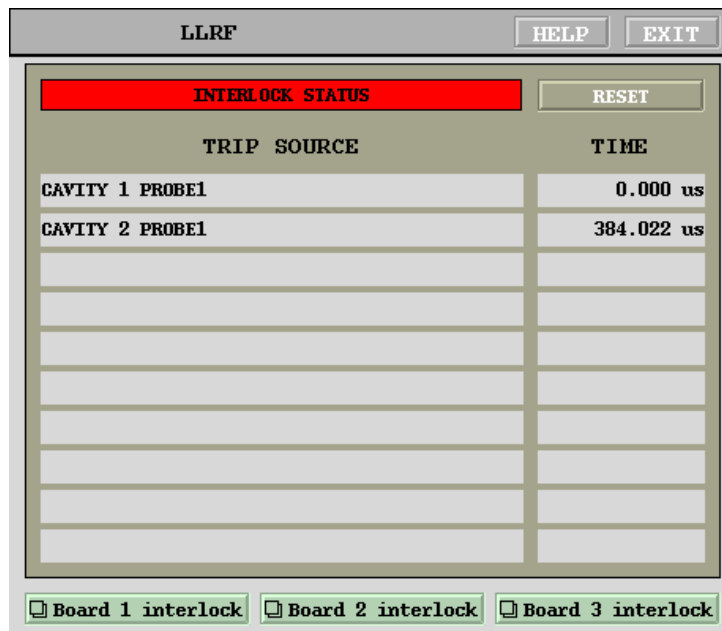 LLRF HELP EXIT
INTERLOCK STATUS RESET
TRIP SOURCE TIME
CAVITY 1 PROBE1 0.000 us
CAVITY 2 PROBE1 384.022 us
Board 1 interlock Board 2 interlock Board 3 interlock